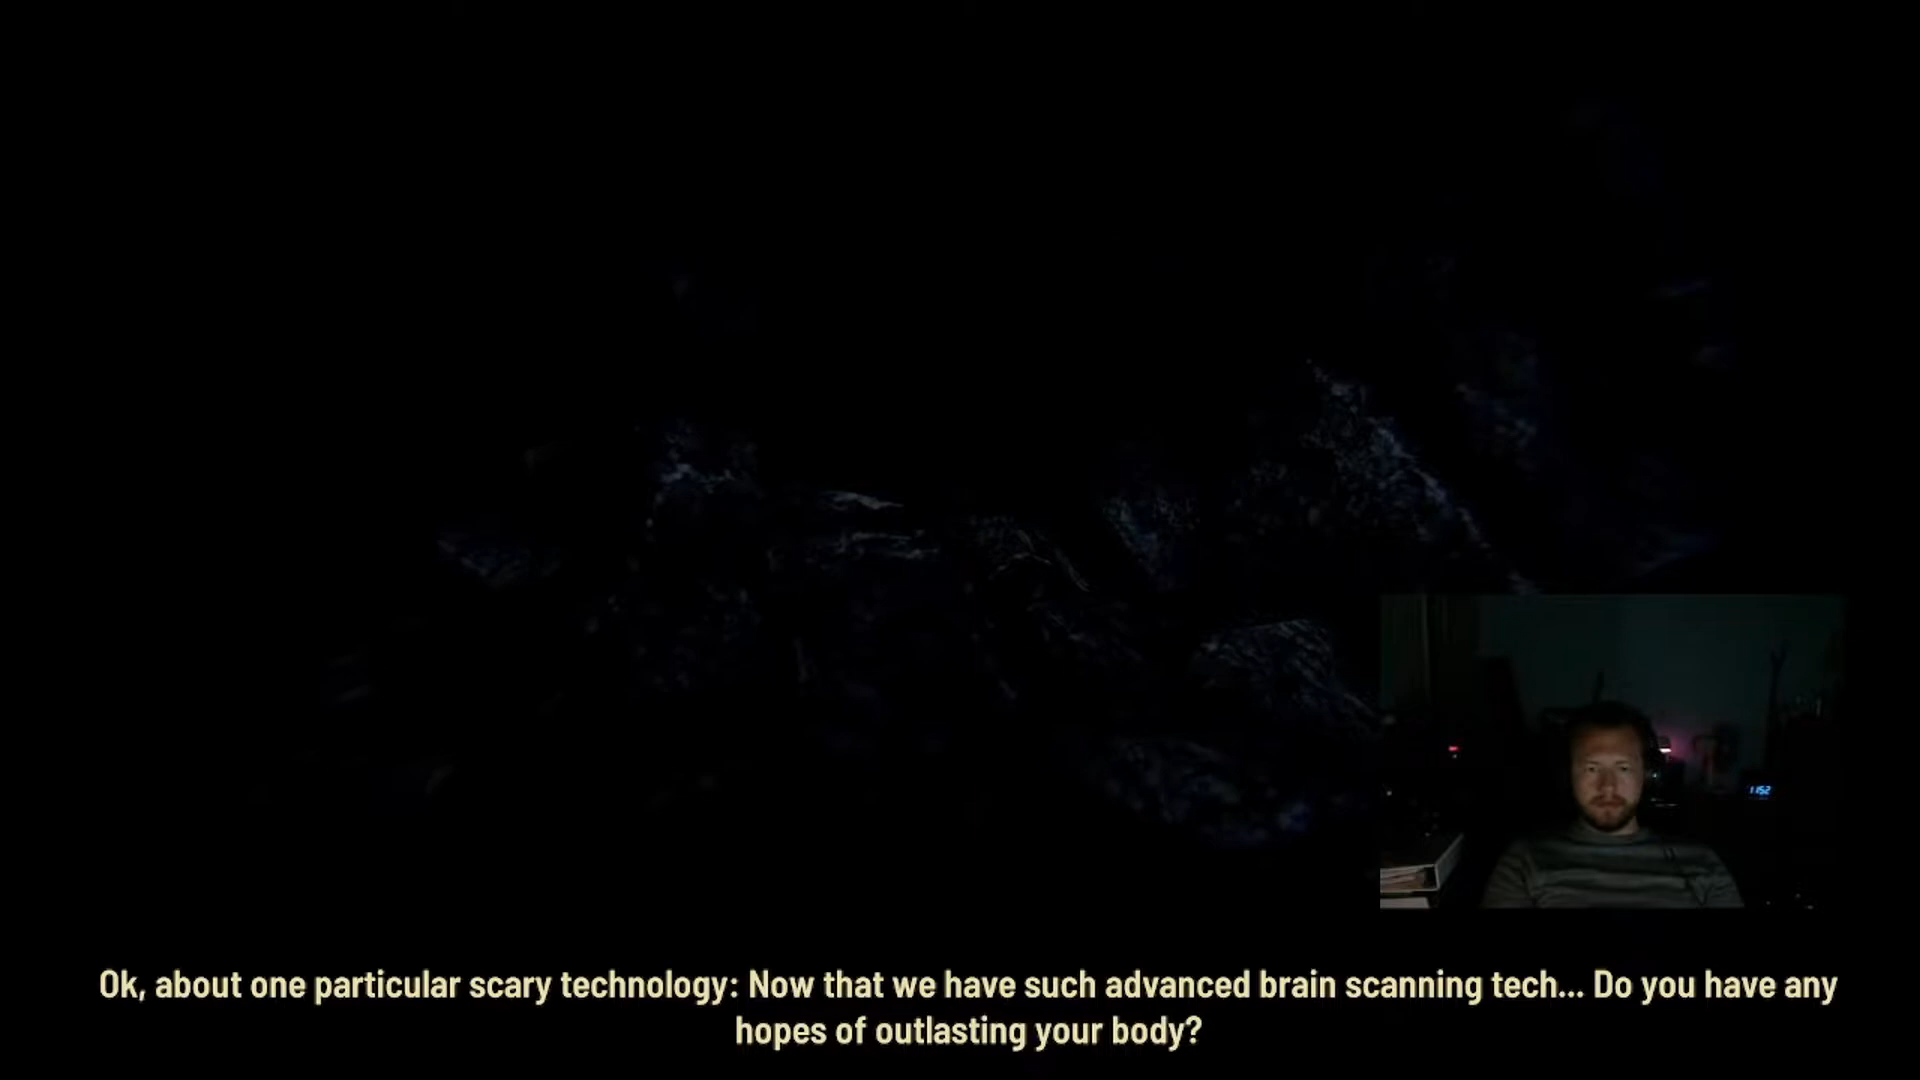 1152
Ok, about one particular scary technology: Now that we have such advanced brain scanning tech... Do you have any
hopes of outlasting your body?